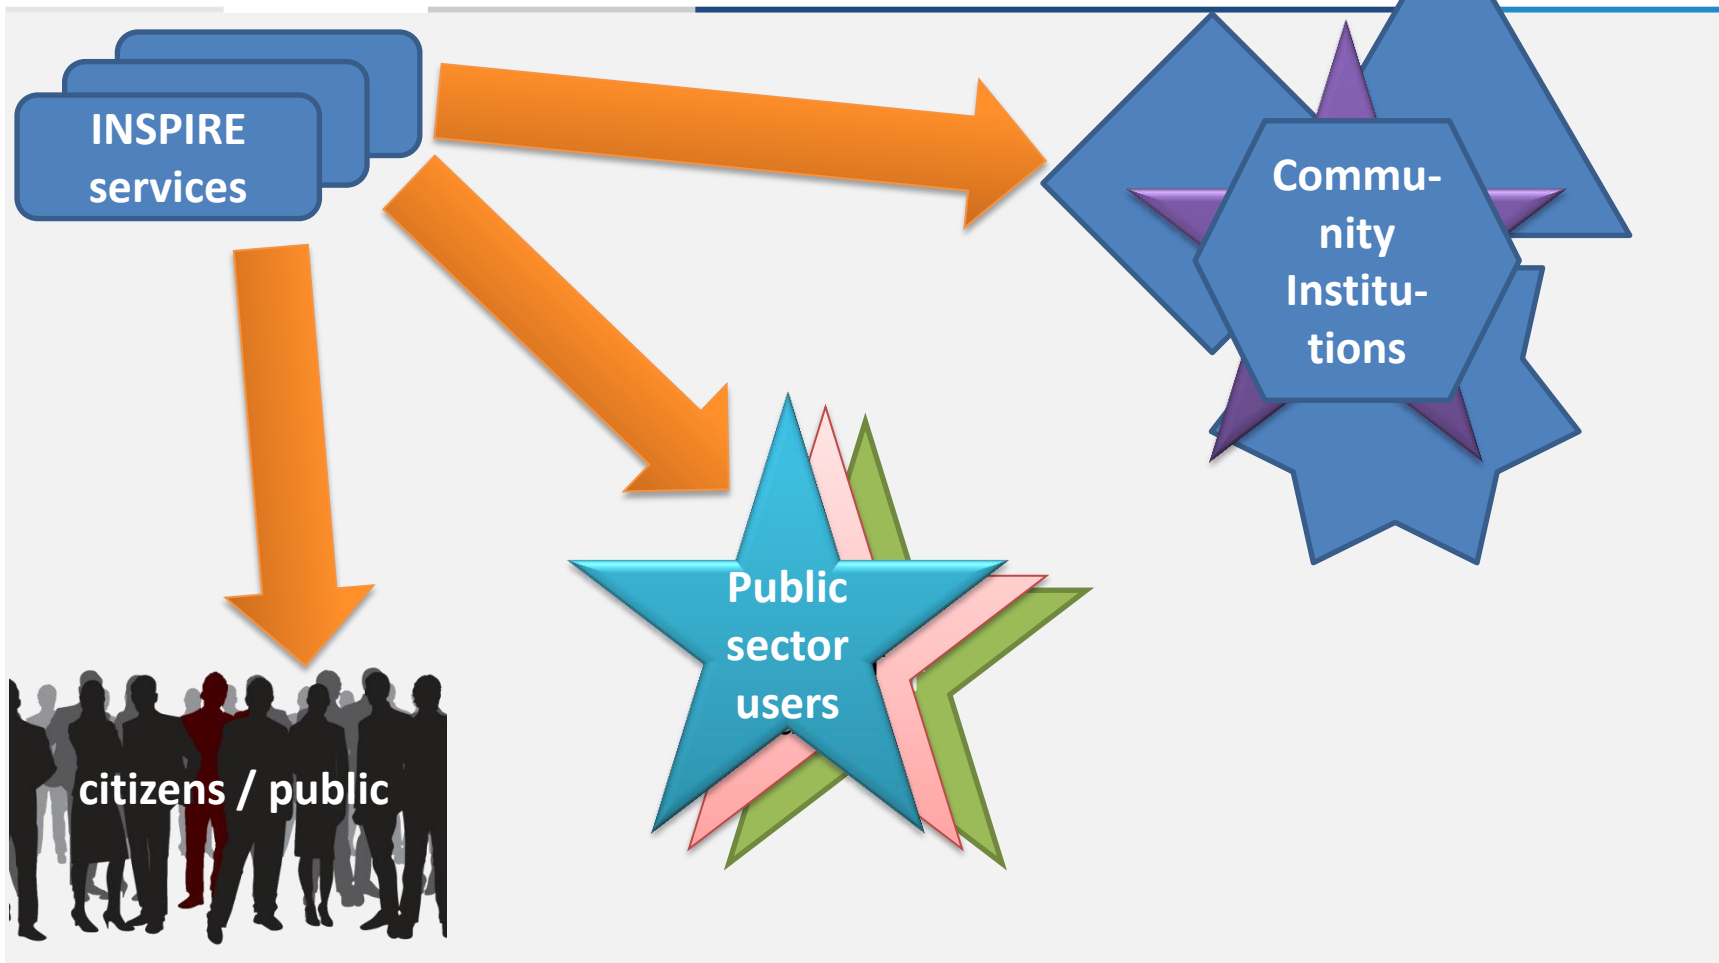 INSPIRE
services
Commu-
nity
Institu-
tions
Public
sector
users
citizens / public